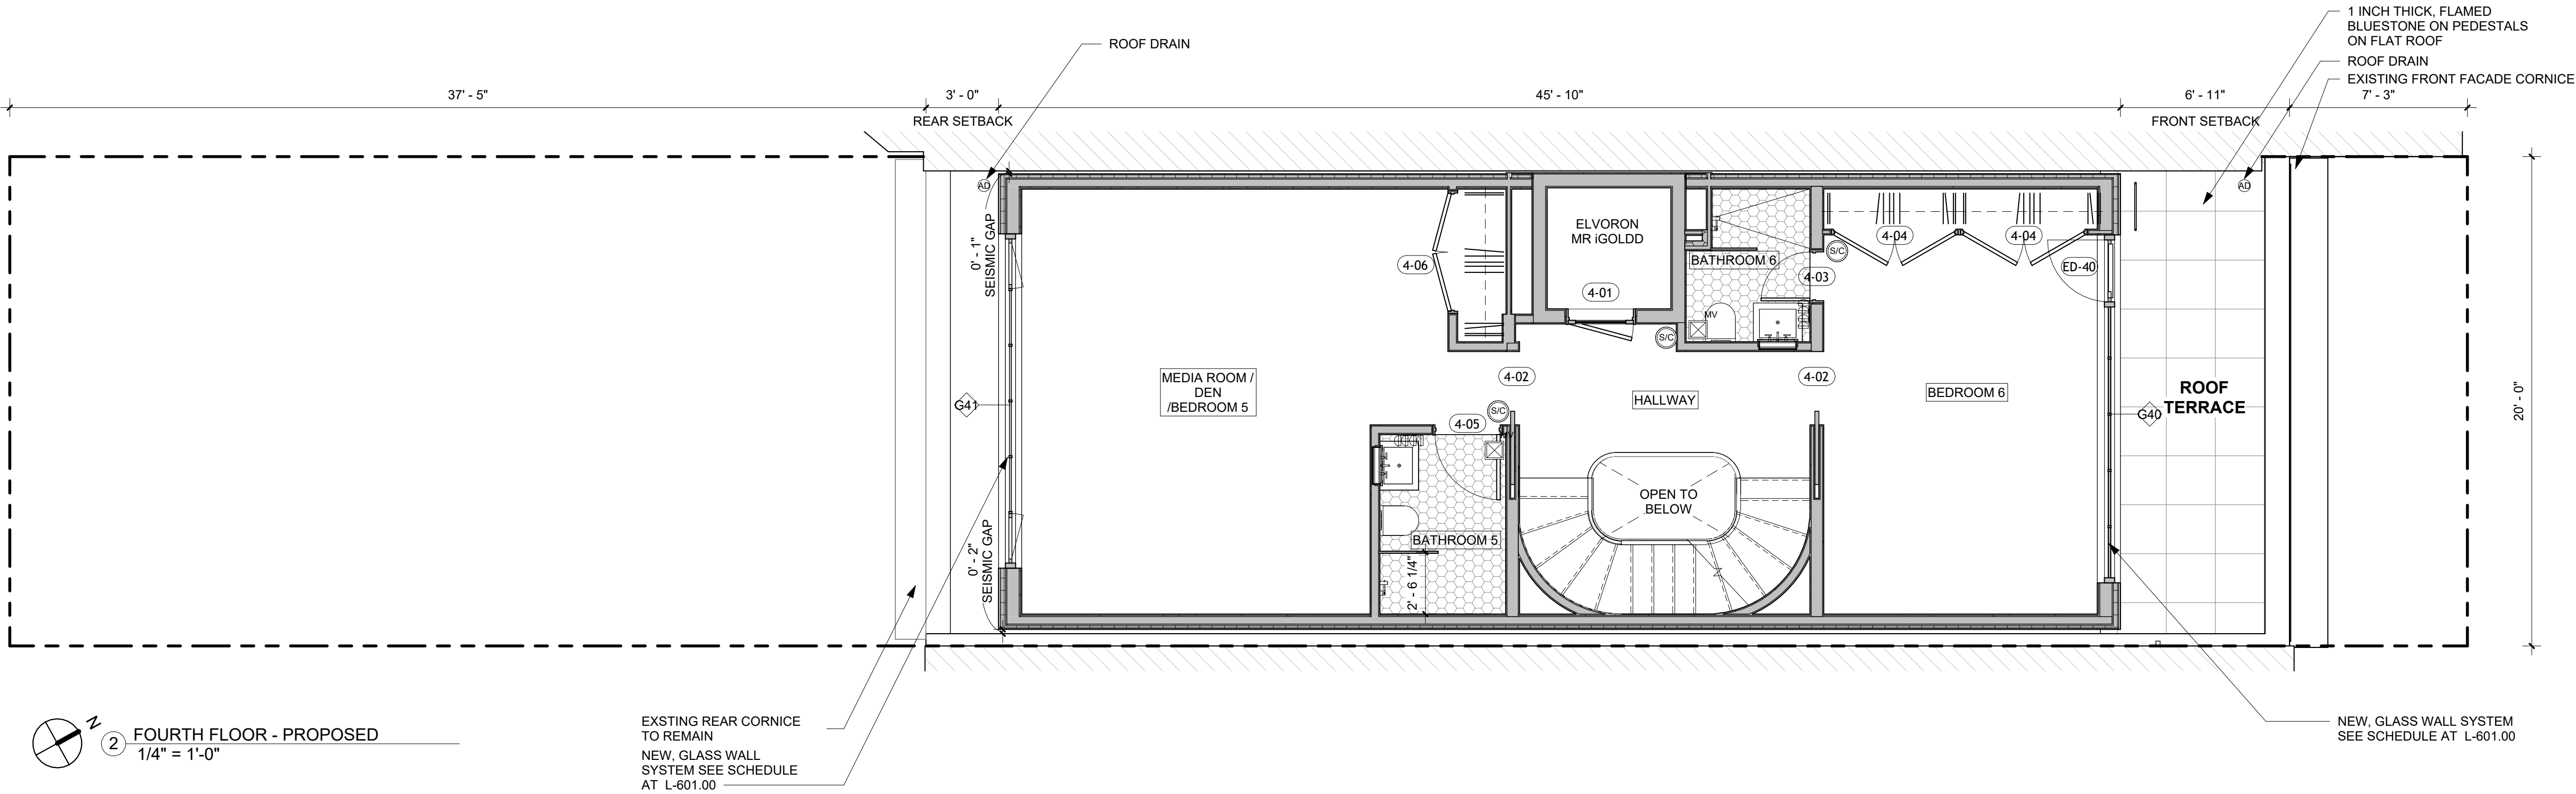 1 INCH THICK, FLAMED
BLUESTONE ON PEDESTALS
ON FLAT ROOF
ROOF DRAIN
ROOF DRAIN
EXISTING FRONT FACADE CORNICE
37' - 5"
3' - 0"
45' - 10"
6' - 11"
7' - 3"
REAR SETBACK
FRONT SETBACK
AD
AD
0' - 1"
SEISMIC GAP
ELVORON
MR iGOLDD
4-01
4-06
BATHROOM 6
MV
S/C
4-03
S/C
4-04
4-04
ED-40
MEDIA ROOM /
DEN
/BEDROOM 5
4-02
HALLWAY
4-02
BEDROOM 6
ROOF
TERRACE
G41
G40
20' - 0"
S/C
4-05
OPEN TO
BELOW
BATHROOM 5
2' - 6 1/4"
0' - 2"
SEISMIC GAP
N
2
FOURTH FLOOR - PROPOSED
1/4" = 1'-0"
EXSTING REAR CORNICE
TO REMAIN
NEW, GLASS WALL
SYSTEM SEE SCHEDULE
AT L-601.00
NEW, GLASS WALL SYSTEM
SEE SCHEDULE AT L-601.00